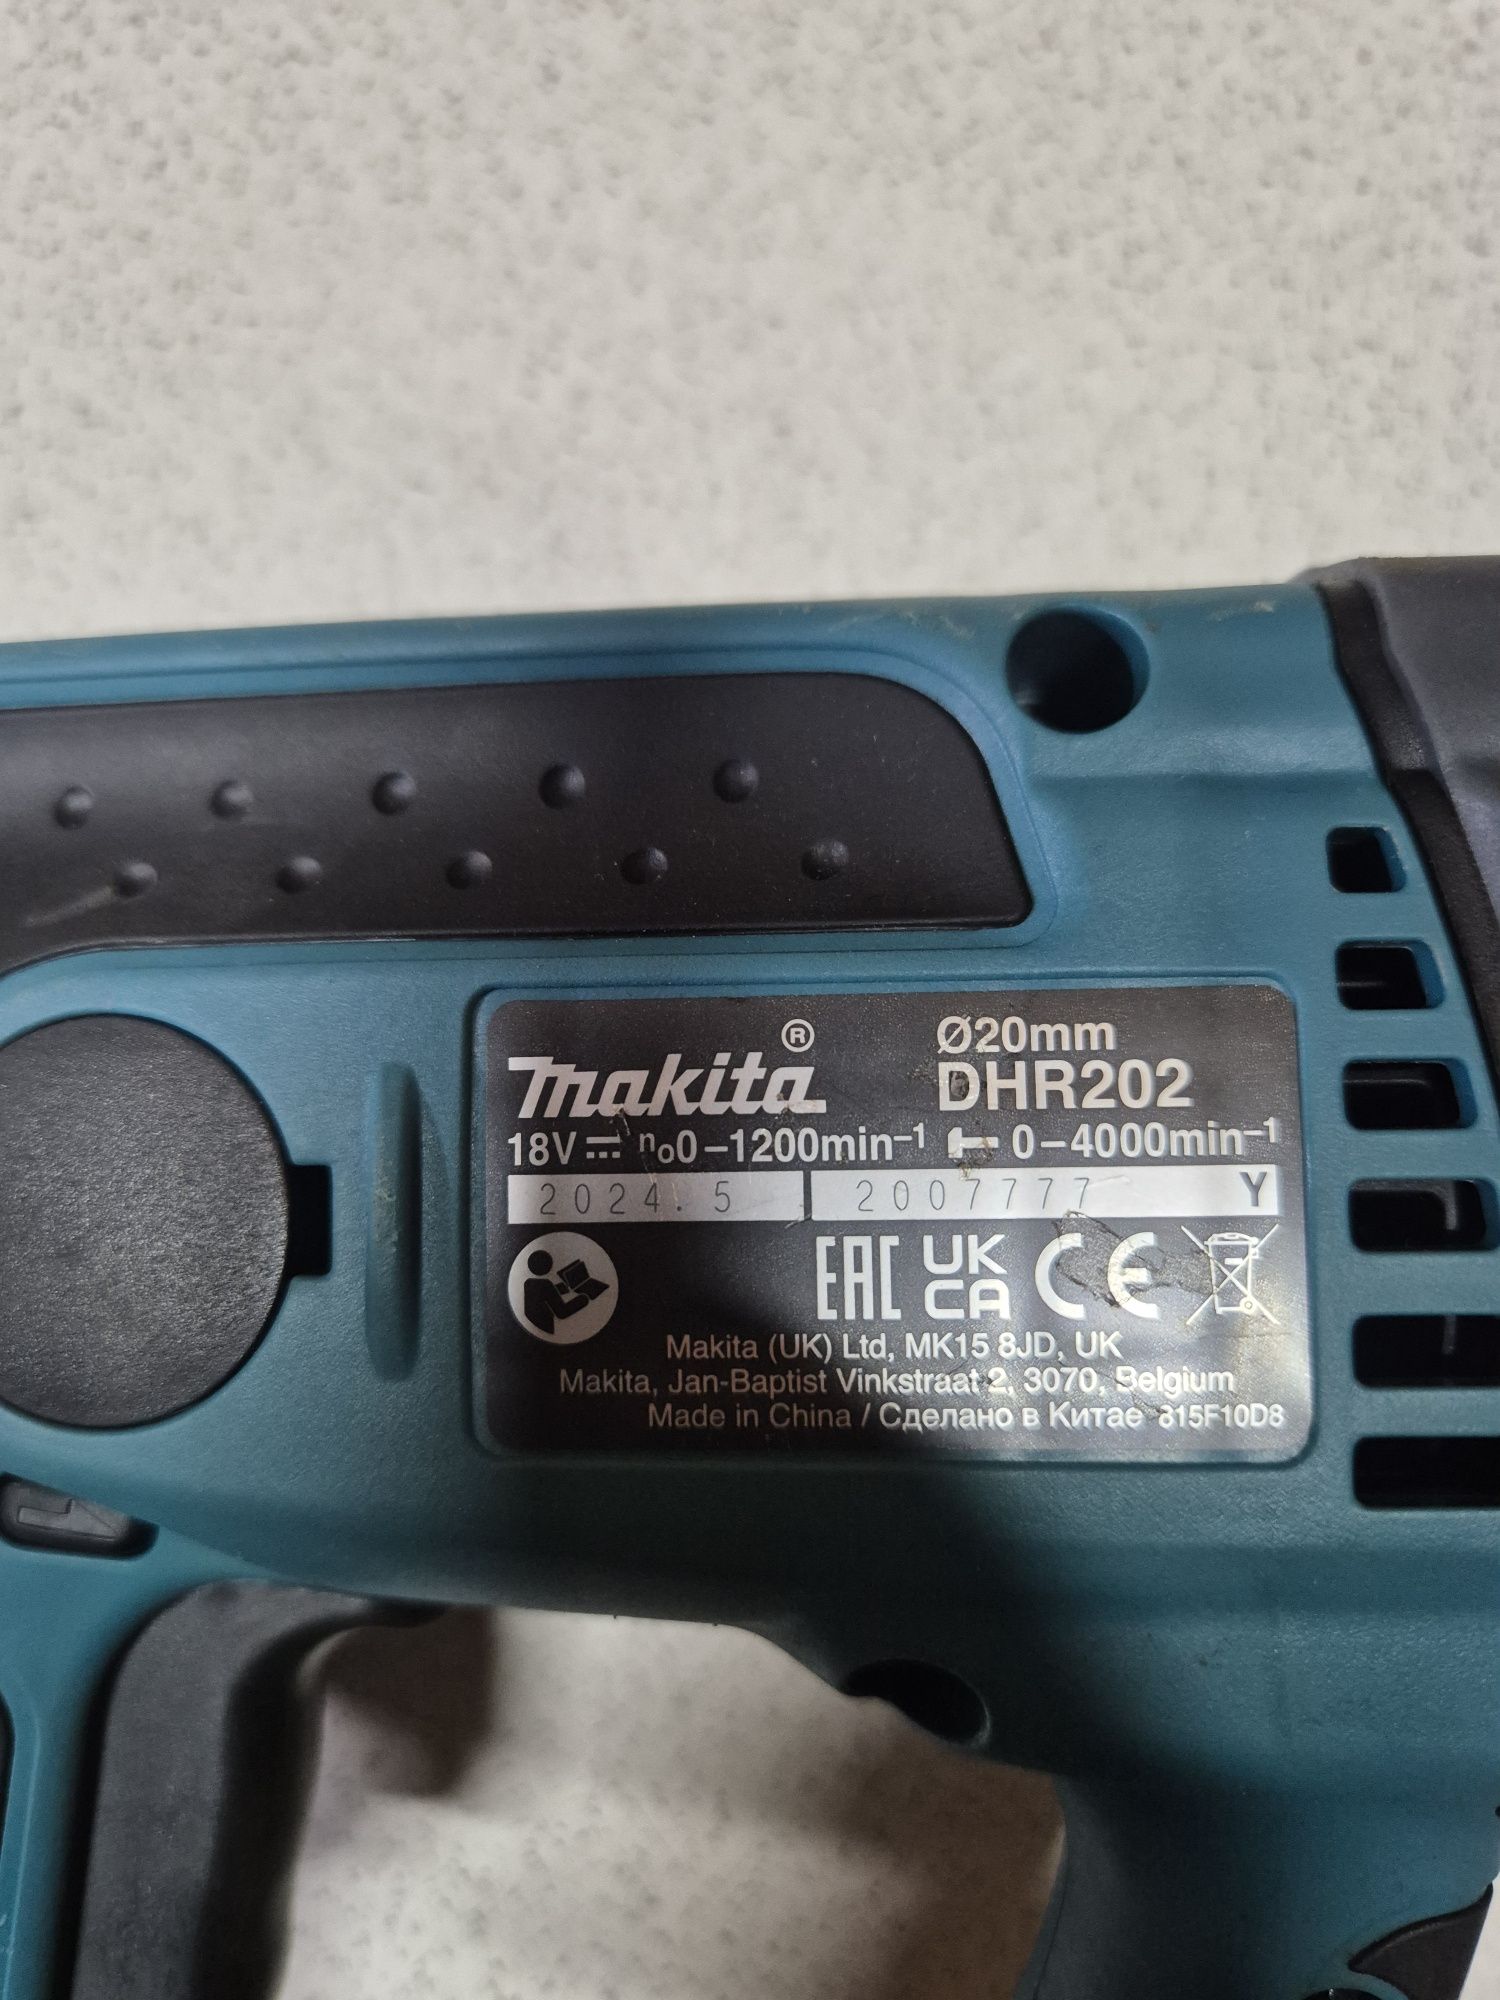 makita® Ø20mm
DHR202
18V n₀0–1200min⁻¹ 0–4000min⁻¹
2024. 5 2007777 Y
EAC UK CA CE
Makita (UK) Ltd, MK15 8JD, UK
Makita, Jan-Baptist Vinkstraat 2, 3070, Belgium
Made in China / Сделано в Китае 815F10D8